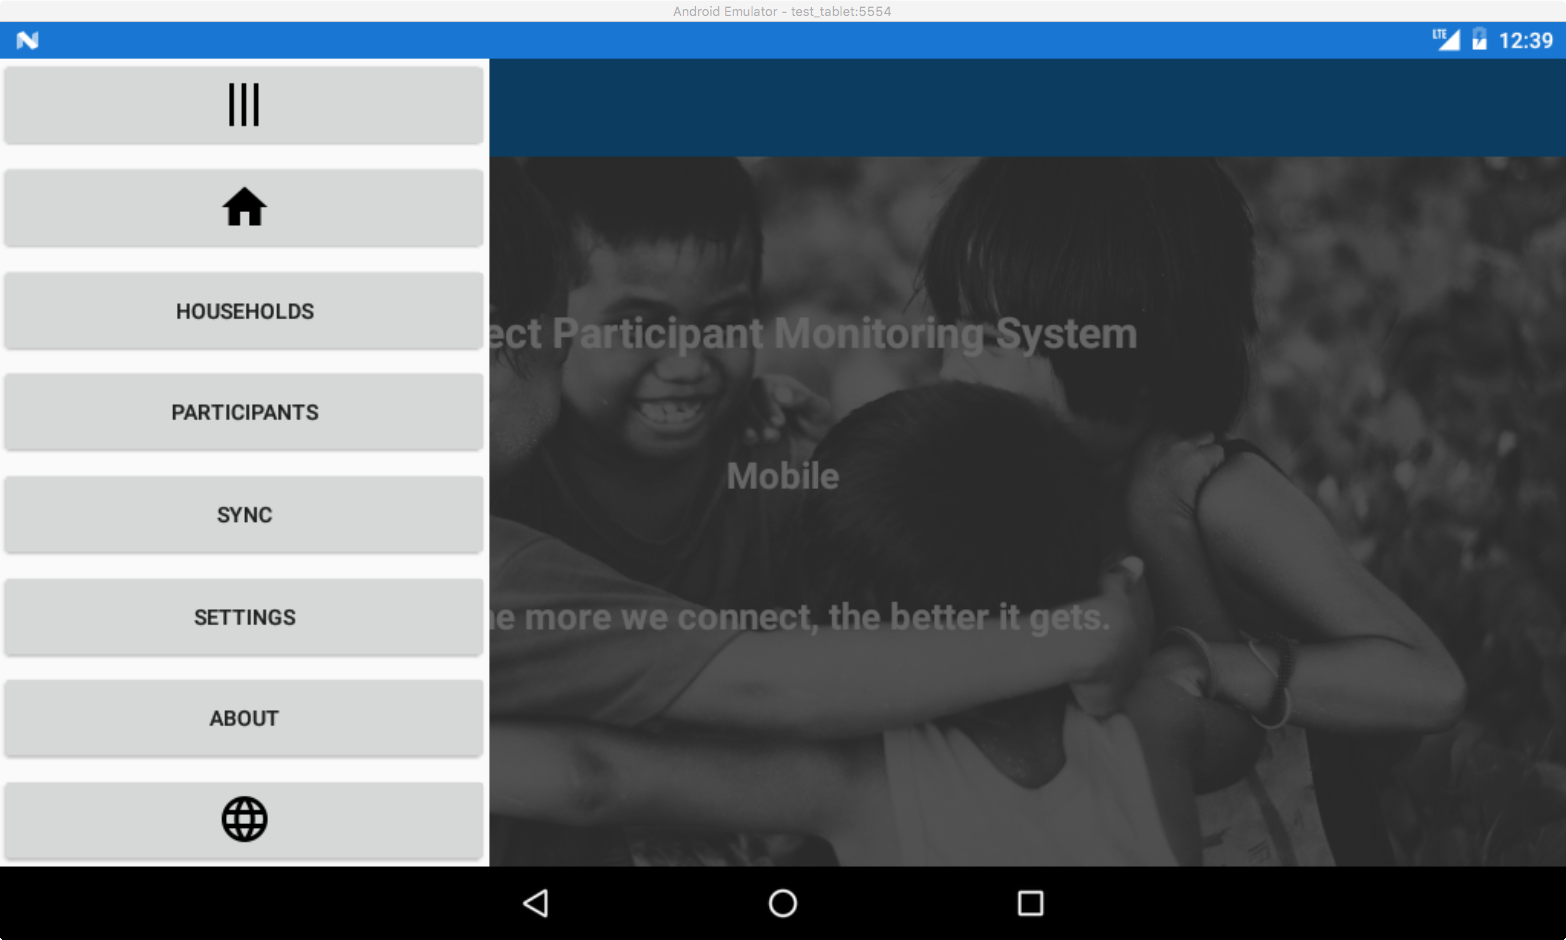 Android Emulator - test_tablet:5554
LTE 12:39
HOUSEHOLDS
PARTICIPANTS
SYNC
SETTINGS
ABOUT
ect Participant Monitoring System
Mobile
e more we connect, the better it gets.